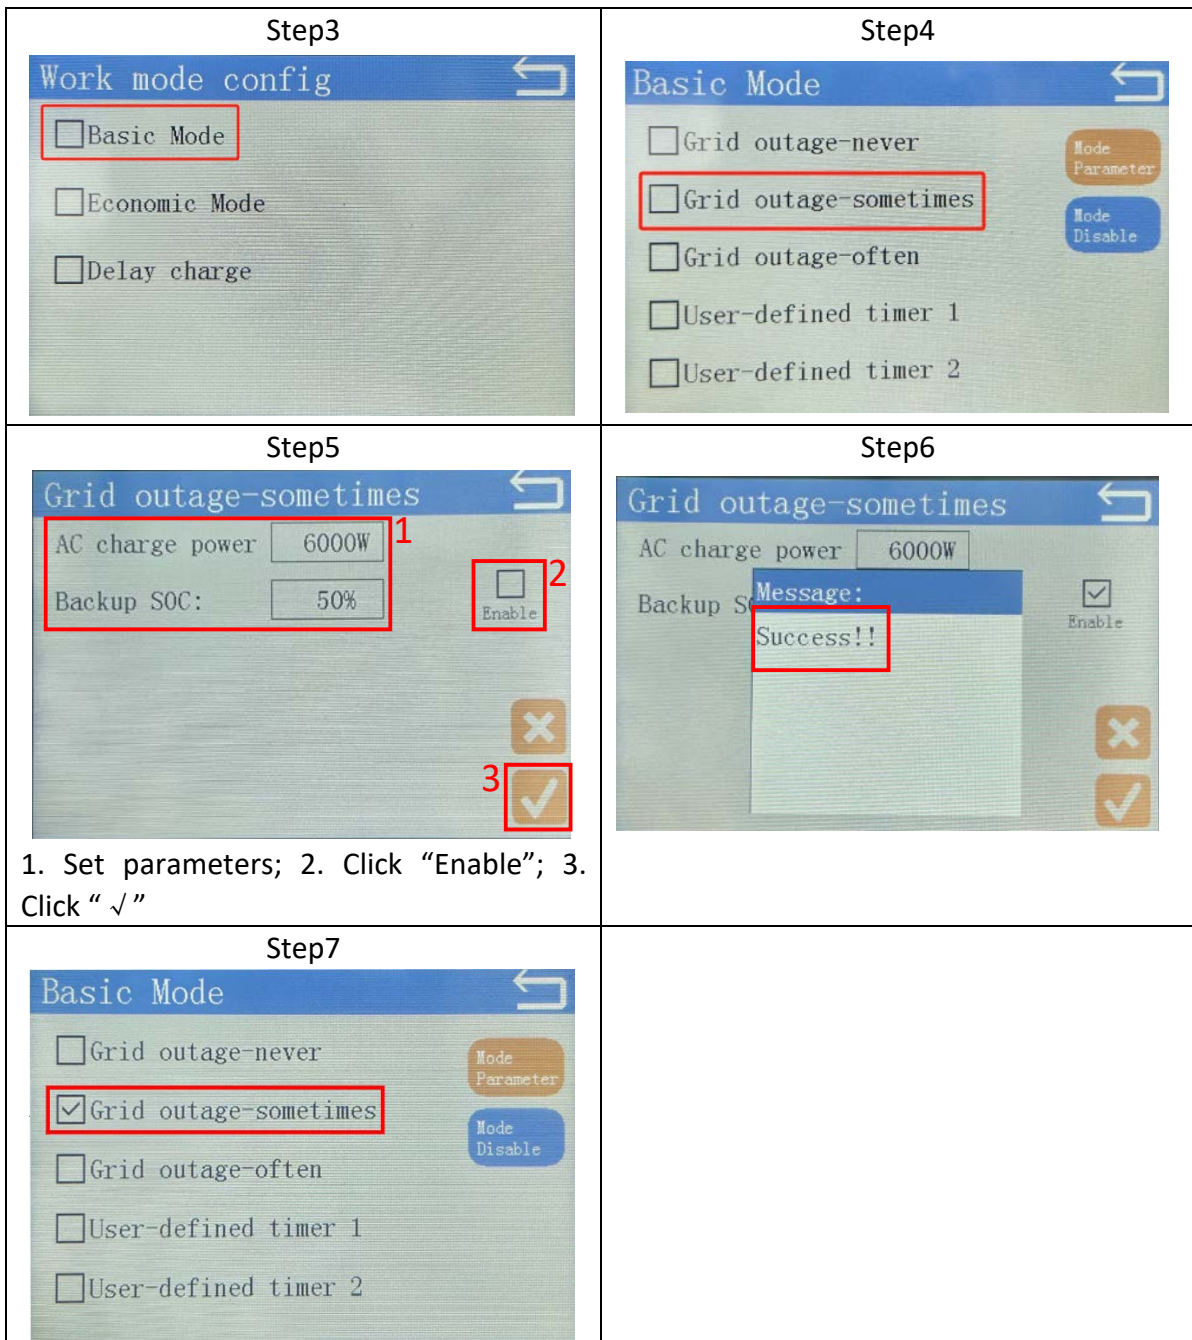 Step3
Work mode config
Basic Mode
Economic Mode
Delay charge
Step4
Basic Mode
Grid outage-never
Mode
Parameter
Grid outage-sometimes
Mode
Disable
Grid outage-often
User-defined timer 1
User-defined timer 2
Step5
Grid outage-sometimes
AC charge power 6000W 1
2
Backup SOC: 50%
Enable
3
1. Set parameters; 2. Click “Enable”; 3.
Click “√”
Step6
Grid outage-sometimes
AC charge power 6000W
Message:
Backup S
Enable
Success!!
Step7
Basic Mode
Grid outage-never
Mode
Parameter
Grid outage-sometimes
Mode
Disable
Grid outage-often
User-defined timer 1
User-defined timer 2